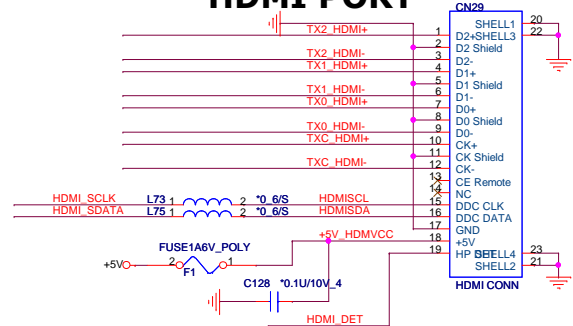 HDMI PORT
CN29
SHELL1 20
TX2_HDMI+ 1 D2+ SHELL3 22
2 D2 Shield
TX2_HDMI- 3 D2-
TX1_HDMI+ 4 D1+
5 D1 Shield
TX1_HDMI- 6 D1-
TX0_HDMI+ 7 D0+
8 D0 Shield
TX0_HDMI- 9 D0-
TXC_HDMI+ 10 CK+
11 CK Shield
TXC_HDMI- 12 CK-
13 CE Remote
14 NC
HDMI_SCLK L73 1 2 *0_6/S HDMISCL 15 DDC CLK
HDMI_SDATA L75 1 2 *0_6/S HDMISDA 16 DDC DATA
17 GND
+5V_HDMVCC 18 +5V
FUSE1A6V_POLY 19 HP DET SHELL4 23
+5V 2 1 SHELL2 21
F1
C128 *0.1U/10V_4 HDMI CONN
HDMI_DET